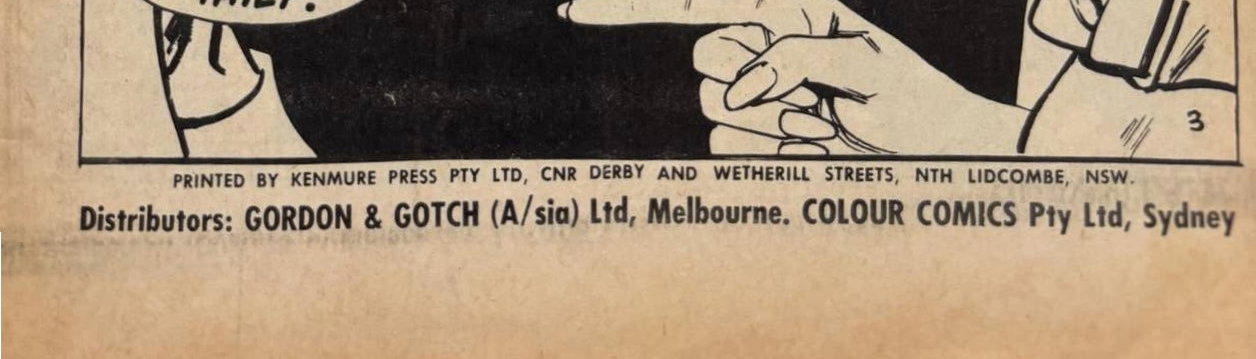 3
PRINTED BY KENMURE PRESS PTY LTD, CNR DERBY AND WETHERILL STREETS, NTH LIDCOMBE, NSW.
Distributors: GORDON & GOTCH (A/sia) Ltd, Melbourne. COLOUR COMICS Pty Ltd, Sydney